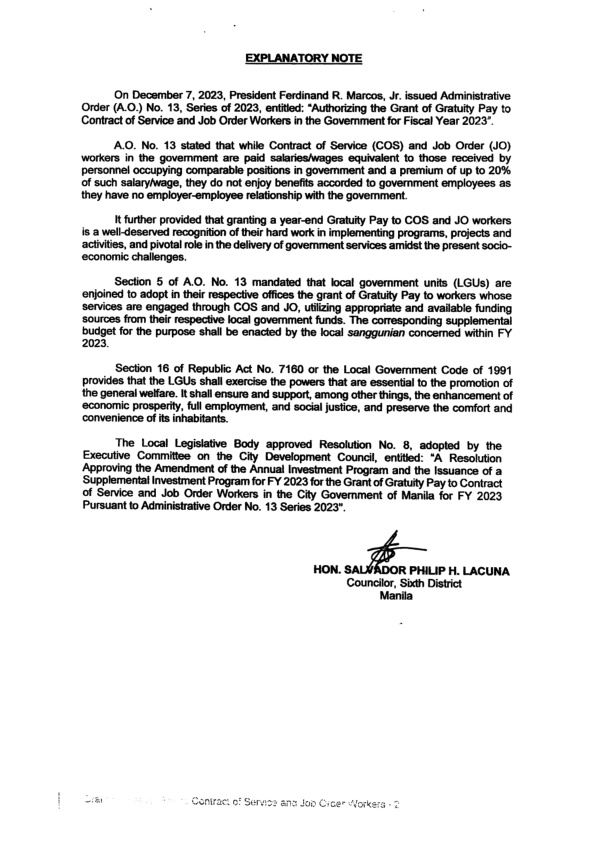 EXPLANATORY NOTE
On December 7, 2023, President Ferdinand R. Marcos, Jr. issued Administrative
Order (A.O.) No. 13, Series of 2023, entitled: "Authorizing the Grant of Gratuity Pay to
Contract of Service and Job Order Workers in the Government for Fiscal Year 2023".
A.O. No. 13 stated that while Contract of Service (COS) and Job Order (JO)
workers in the government are paid salaries/wages equivalent to those received by
personnel occupying comparable positions in government and a premium of up to 20%
of such salary/wage, they do not enjoy benefits accorded to government employees as
they have no employer-employee relationship with the government.
It further provided that granting a year-end Gratuity Pay to COS and JO workers
is a well-deserved recognition of their hard work in implementing programs, projects and
activities, and pivotal role in the delivery of government services amidst the present socio-
economic challenges.
Section 5 of A.O. No. 13 mandated that local government units (LGUs) are
enjoined to adopt in their respective offices the grant of Gratuity Pay to workers whose
services are engaged through COS and JO, utilizing appropriate and available funding
sources from their respective local government funds. The corresponding supplemental
budget for the purpose shall be enacted by the local sanggunian concerned within FY
2023.
Section 16 of Republic Act No. 7160 or the Local Government Code of 1991
provides that the LGUs shall exercise the powers that are essential to the promotion of
the general welfare. It shall ensure and support, among other things, the enhancement of
economic prosperity, full employment, and social justice, and preserve the comfort and
convenience of its inhabitants.
The Local Legislative Body approved Resolution No. 8, adopted by the
Executive Committee on the City Development Council, entitled: "A Resolution
Approving the Amendment of the Annual Investment Program and the Issuance of a
Supplemental Investment Program for FY 2023 for the Grant of Gratuity Pay to Contract
of Service and Job Order Workers in the City Government of Manila for FY 2023
Pursuant to Administrative Order No. 13 Series 2023".
HON. SALVADOR PHILIP H. LACUNA
Councilor, Sixth District
Manila
Contract of Service and Job Order Workers - 2